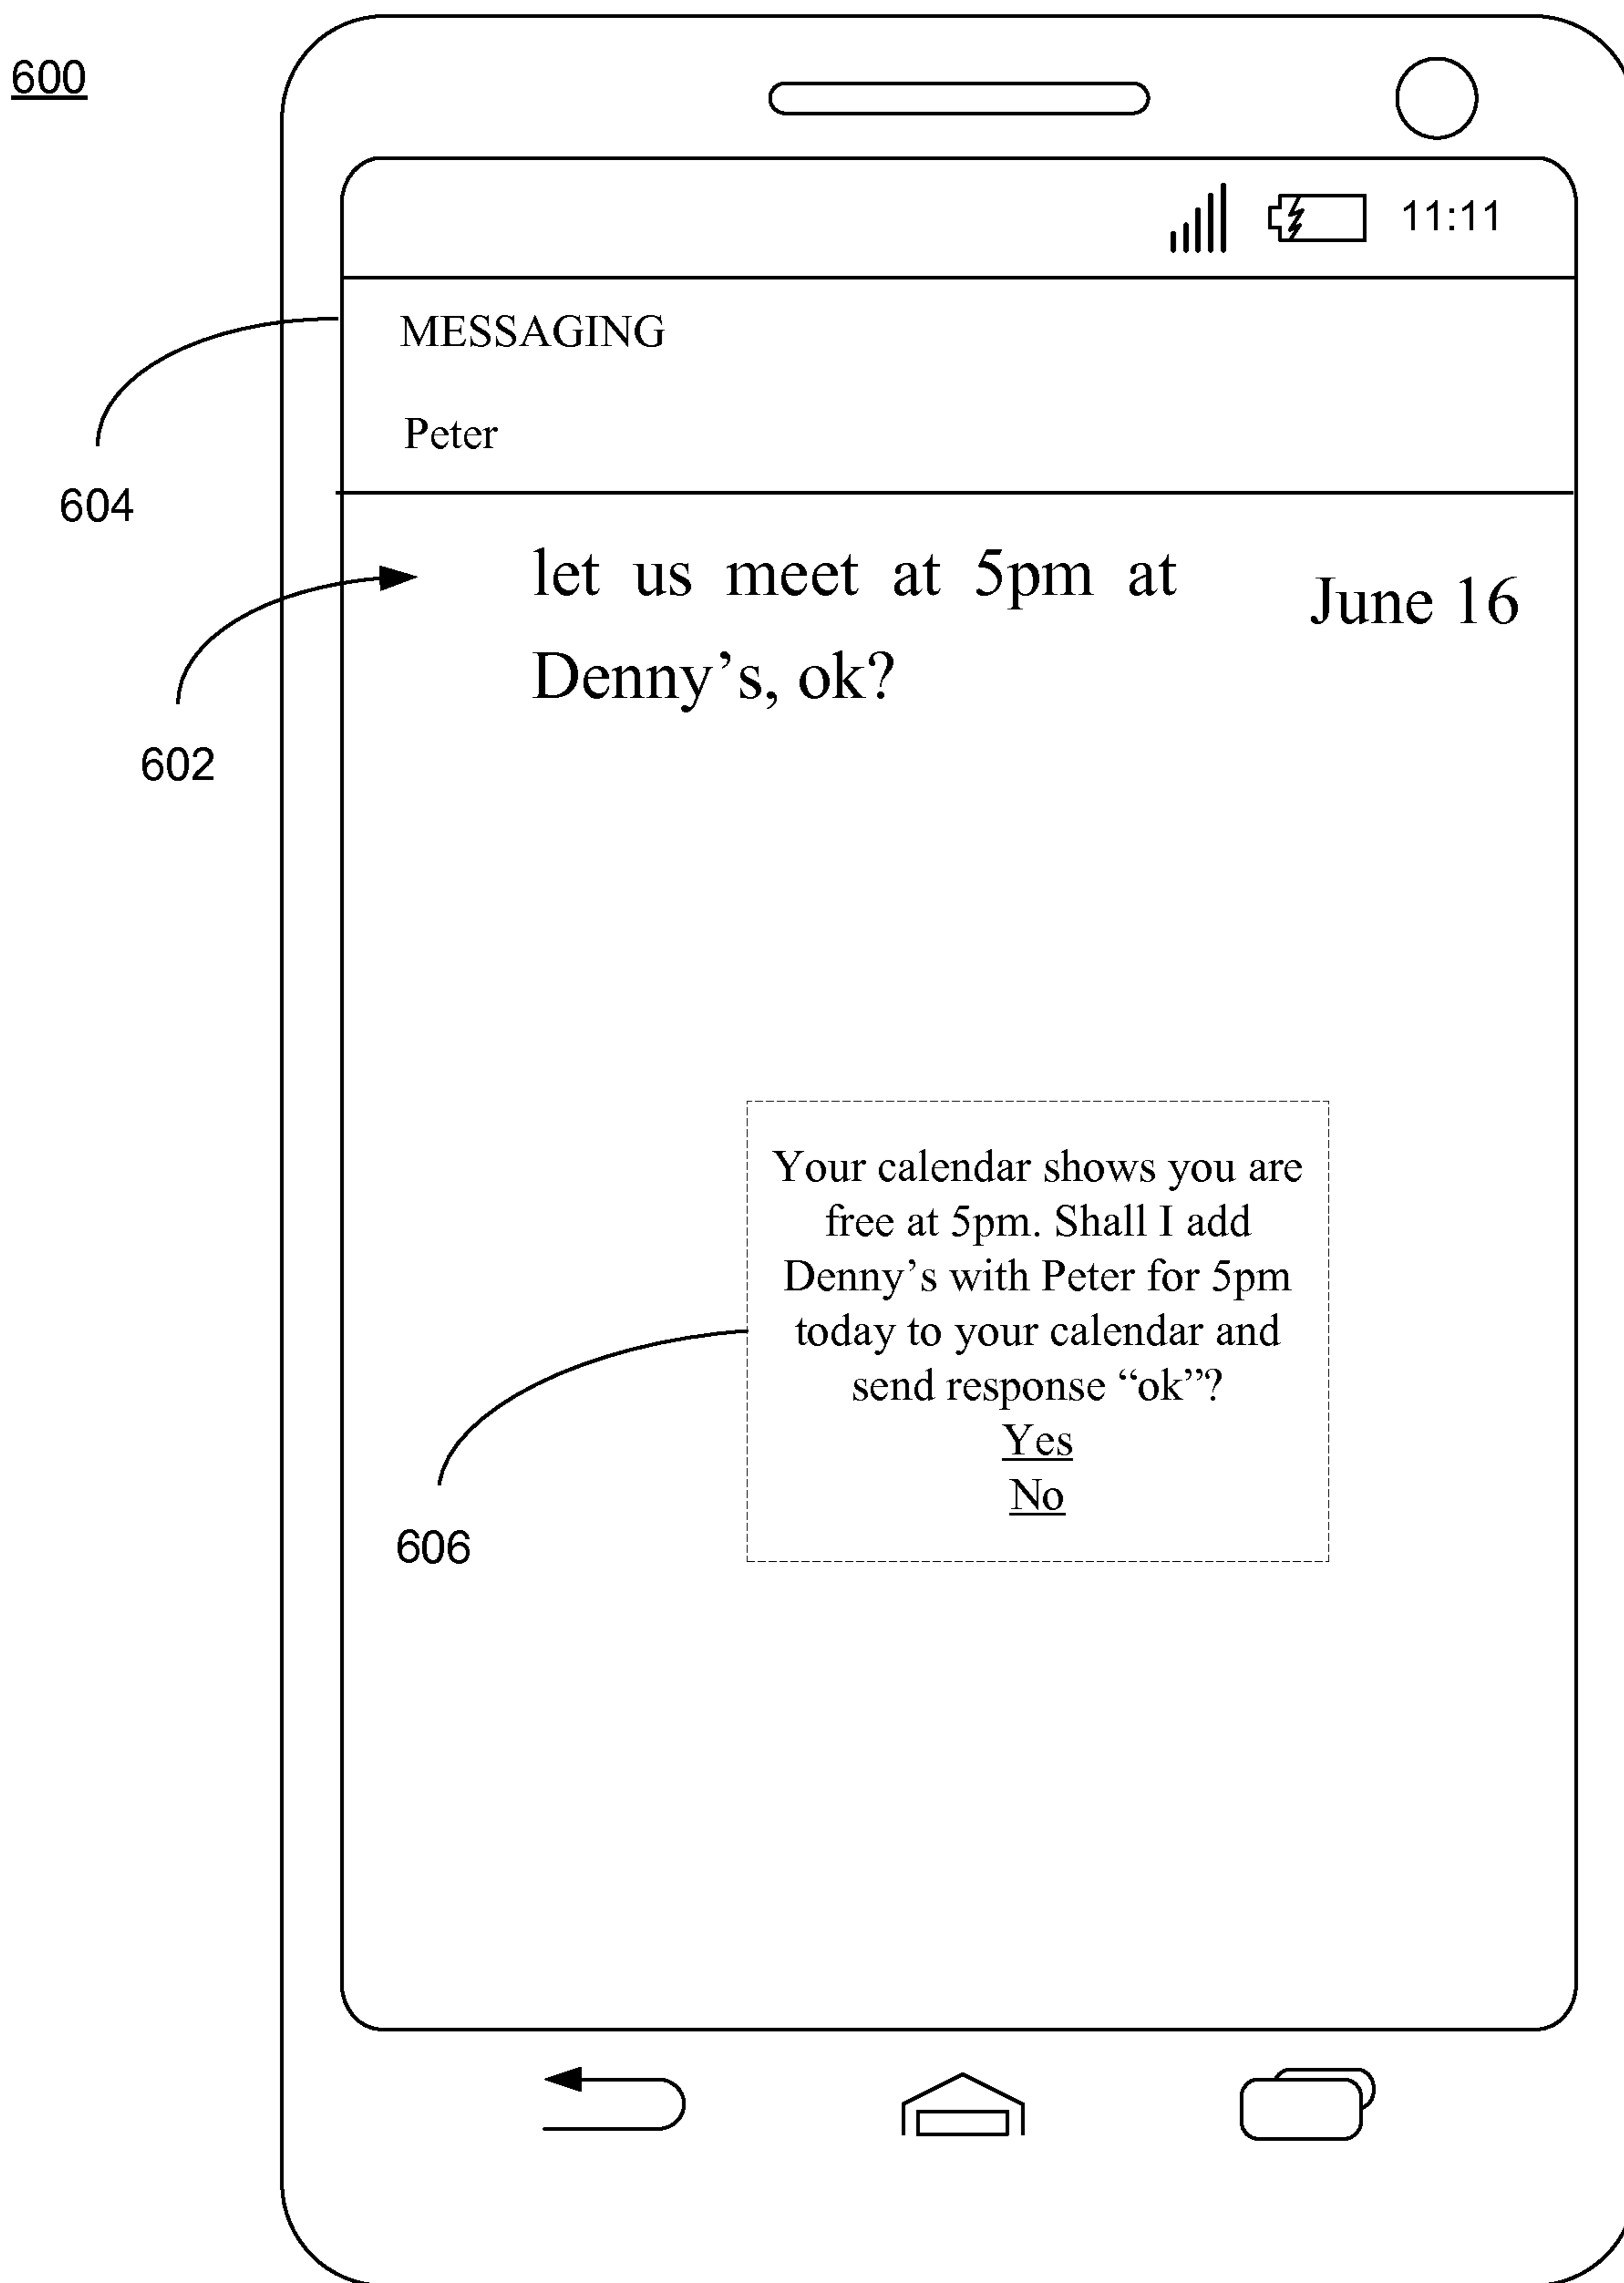 600
11:11
MESSAGING
Peter
604
let us meet at 5pm at
Denny’s, ok?
June 16
602
Your calendar shows you are
free at 5pm. Shall I add
Denny’s with Peter for 5pm
today to your calendar and
send response “ok”?
Yes
No
606